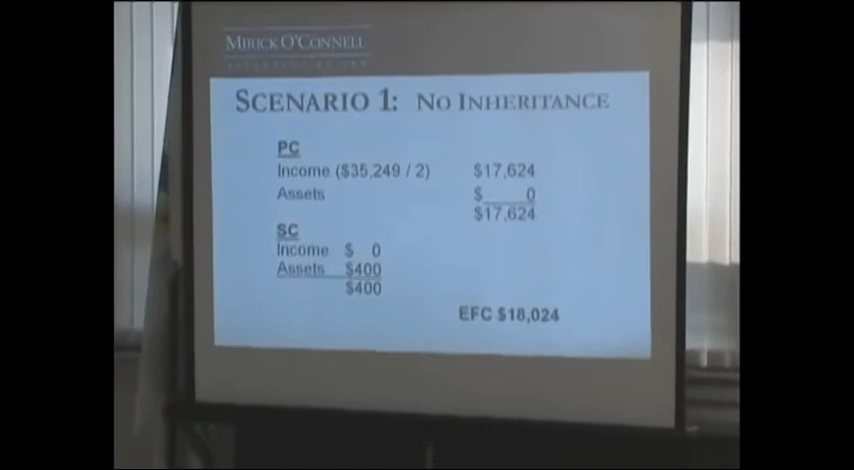 MIRICK O'CONNELL
SCENARIO 1: NO INHERITANCE
PC
Income ($35,249 / 2) $17,624
Assets $ 0
$17,624
SC
Income $ 0
Assets $400
$400
EFC $18,024